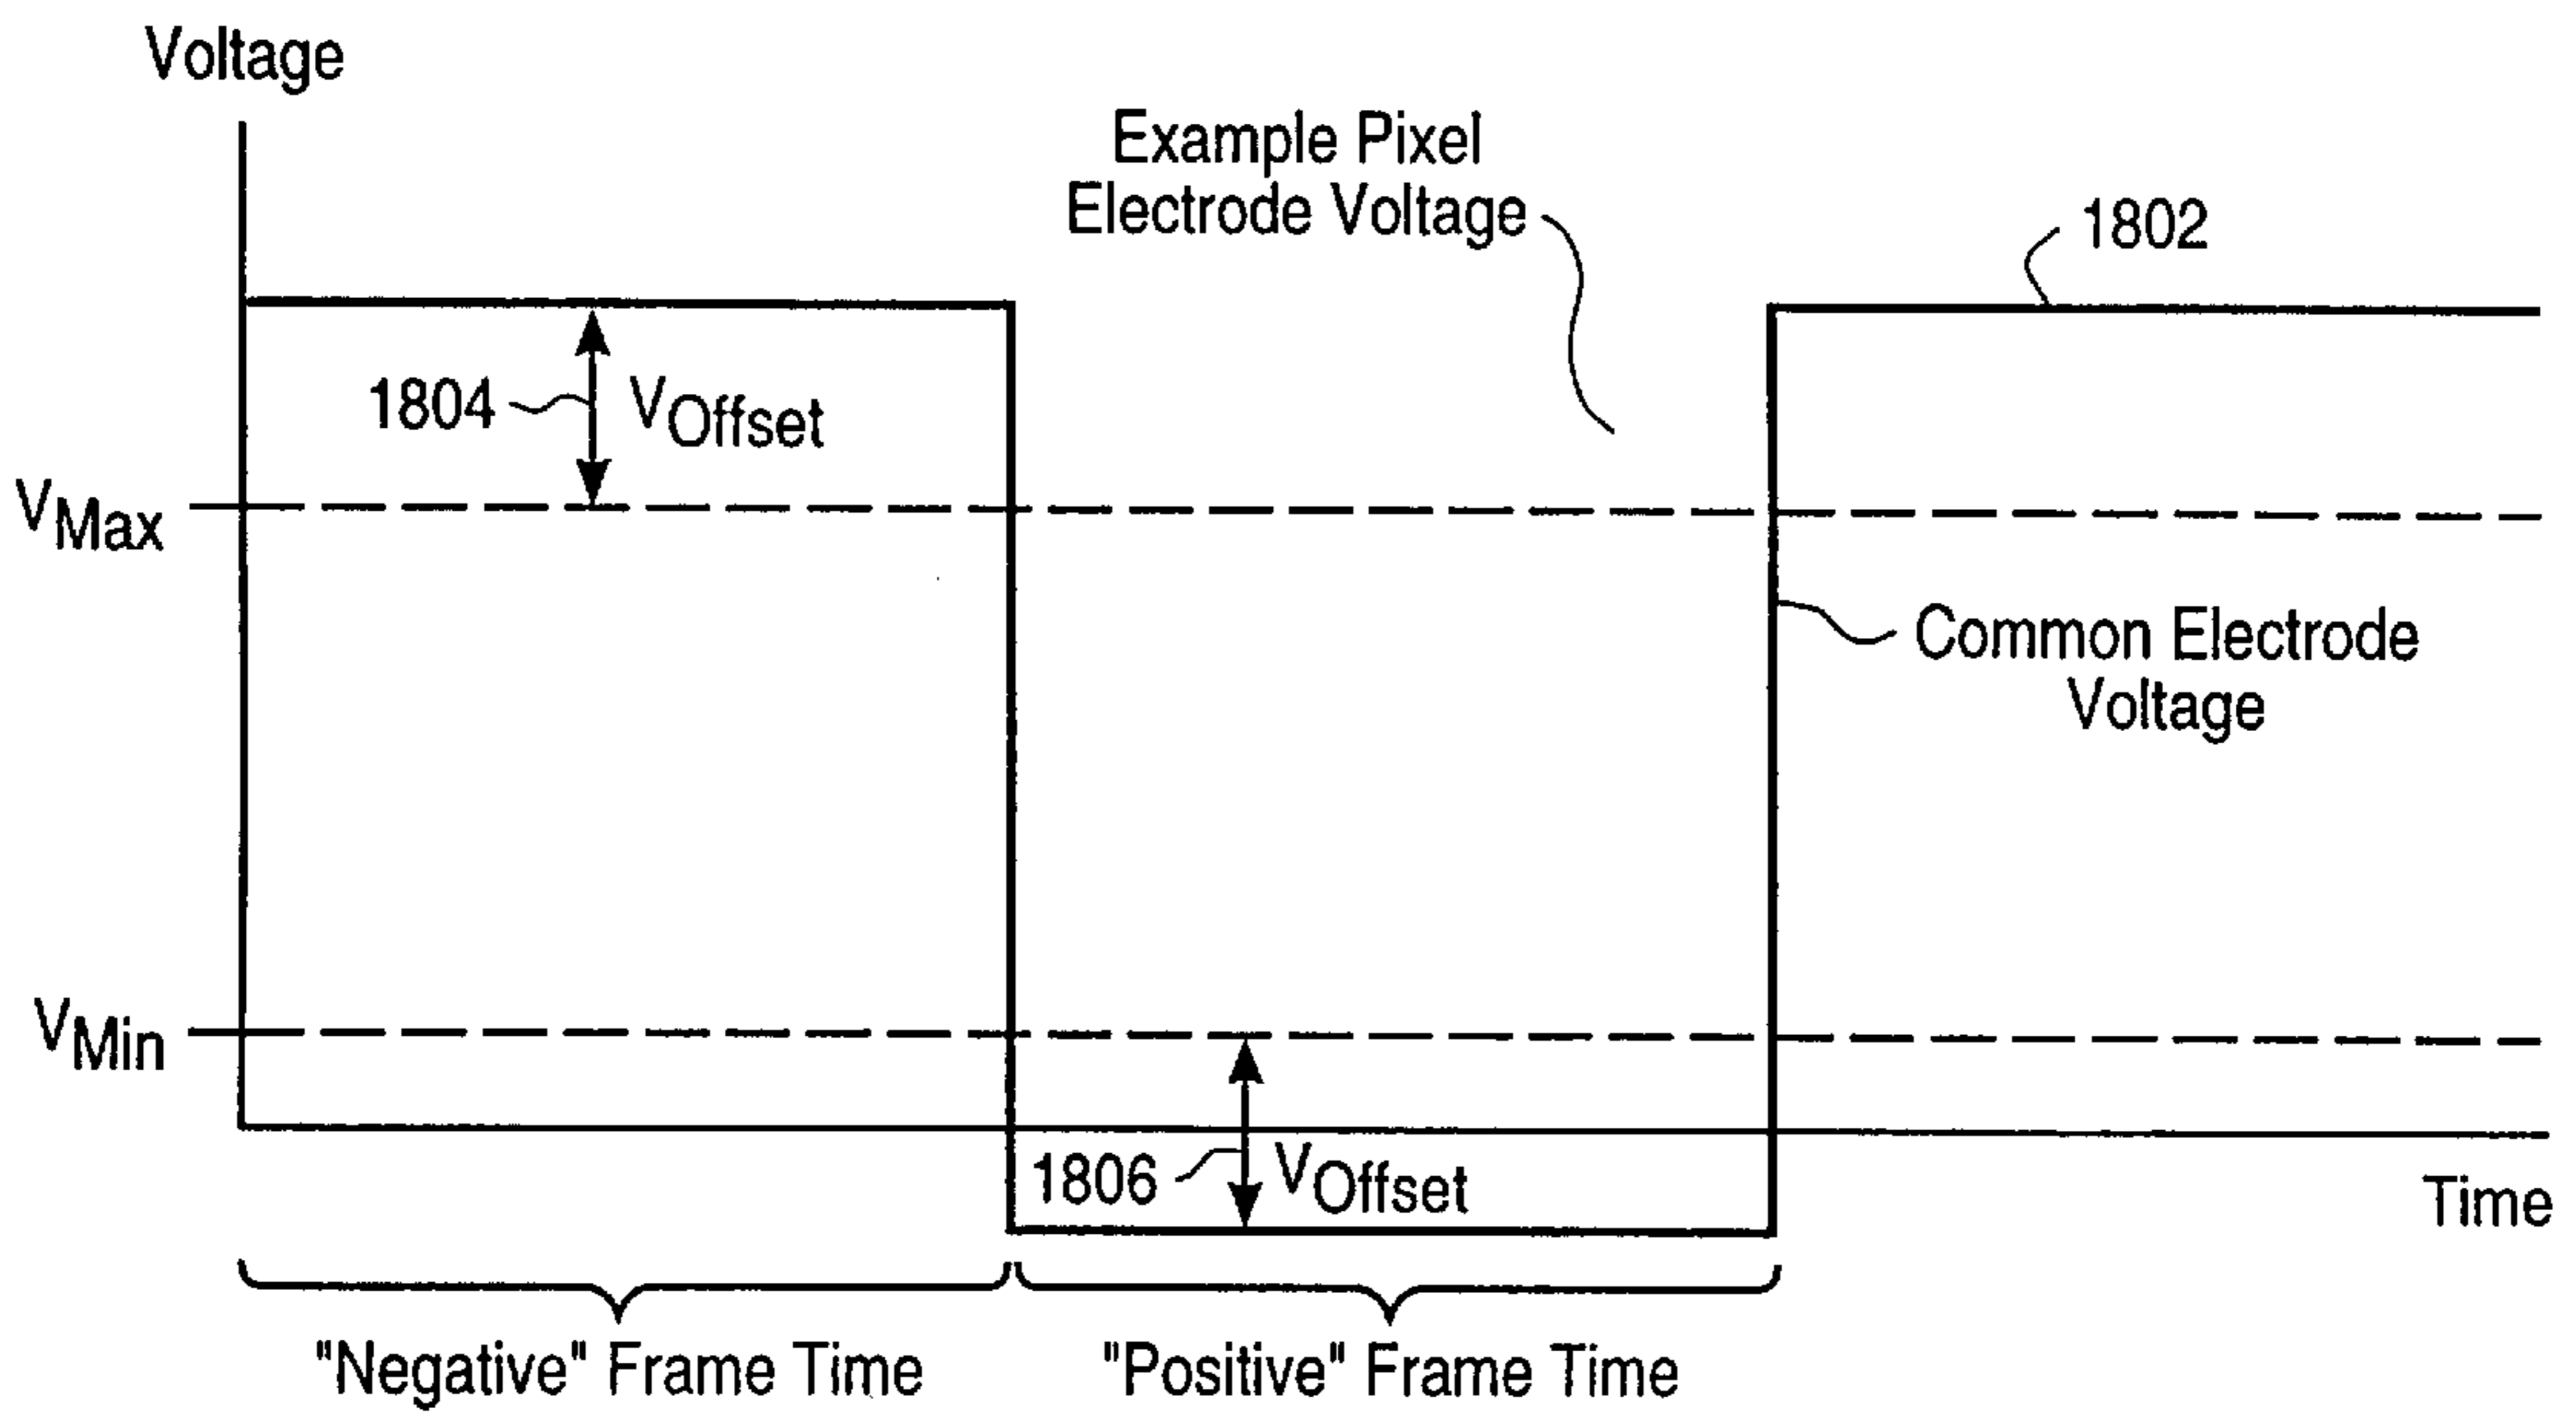 Voltage
Example Pixel
Electrode Voltage
1802
1804
VOffset
VMax
Common Electrode
Voltage
VMin
1806
VOffset
Time
"Negative" Frame Time
"Positive" Frame Time